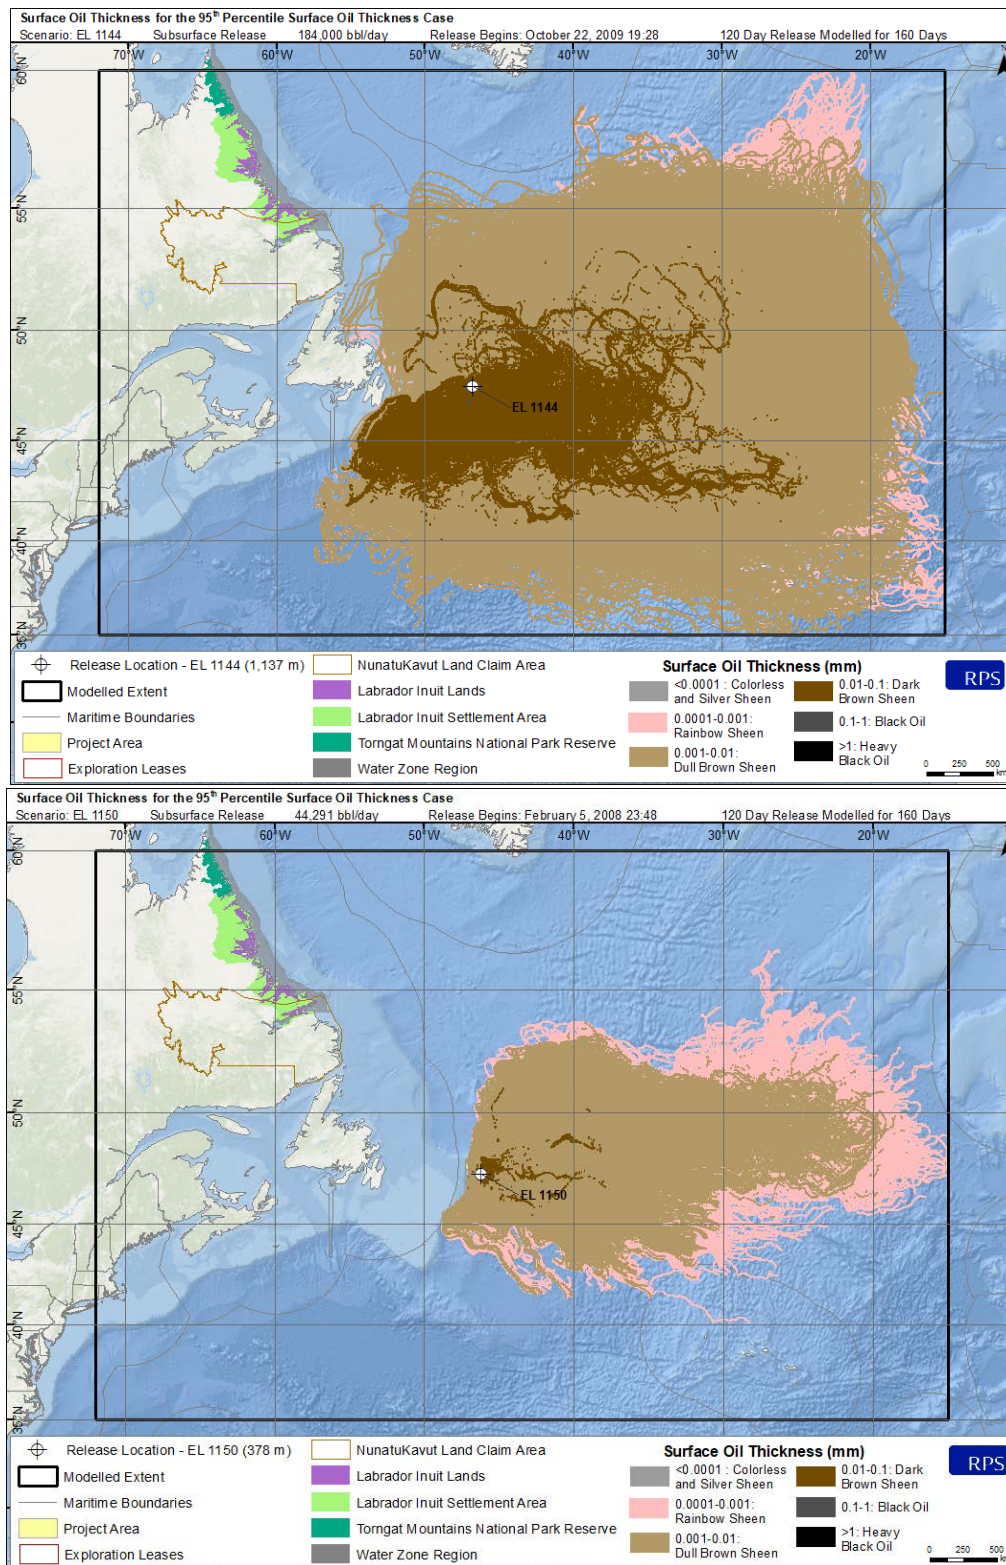 Surface Oil Thickness for the 95th Percentile Surface Oil Thickness Case
Scenario: EL 1144 Subsurface Release 184,000 bbl/day Release Begins: October 22, 2009 19:28 120 Day Release Modelled for 160 Days
70°W 60°W 50°W 40°W 30°W 20°W
60°N
55°N
50°N
EL 1144
45°N
40°N
35°N
Release Location - EL 1144 (1,137 m)
Modelled Extent
Maritime Boundaries
Project Area
Exploration Leases
NunatuKavut Land Claim Area
Labrador Inuit Lands
Labrador Inuit Settlement Area
Torngat Mountains National Park Reserve
Water Zone Region
Surface Oil Thickness (mm)
<0.0001 : Colorless
and Silver Sheen
0.0001-0.001:
Rainbow Sheen
0.001-0.01:
Dull Brown Sheen
0.01-0.1: Dark
Brown Sheen
0.1-1: Black Oil
>1: Heavy
Black Oil
RPS
0 250 500
km
Surface Oil Thickness for the 95th Percentile Surface Oil Thickness Case
Scenario: EL 1150 Subsurface Release 44,291 bbl/day Release Begins: February 5, 2008 23:48 120 Day Release Modelled for 160 Days
70°W 60°W 50°W 40°W 30°W 20°W
60°N
55°N
50°N
EL 1150
45°N
40°N
35°N
Release Location - EL 1150 (378 m)
Modelled Extent
Maritime Boundaries
Project Area
Exploration Leases
NunatuKavut Land Claim Area
Labrador Inuit Lands
Labrador Inuit Settlement Area
Torngat Mountains National Park Reserve
Water Zone Region
Surface Oil Thickness (mm)
<0.0001 : Colorless
and Silver Sheen
0.0001-0.001:
Rainbow Sheen
0.001-0.01:
Dull Brown Sheen
0.01-0.1: Dark
Brown Sheen
0.1-1: Black Oil
>1: Heavy
Black Oil
RPS
0 250 500